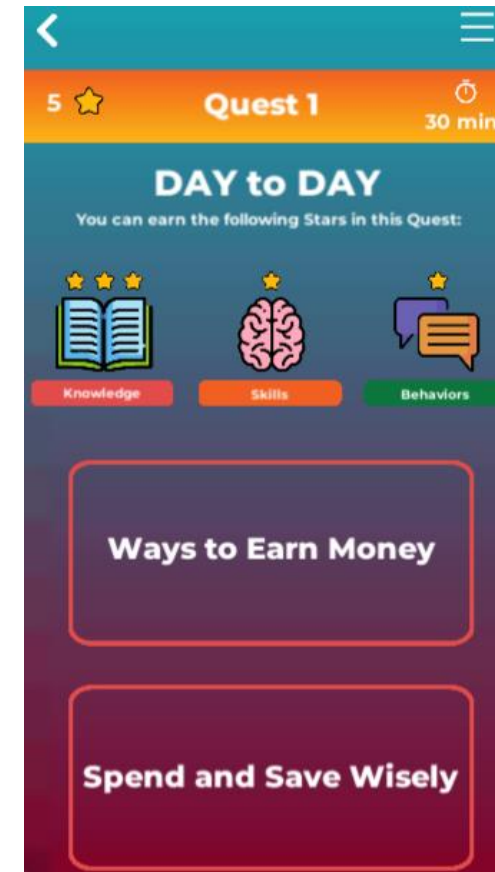 5
Quest 1
30 min
DAY to DAY
You can earn the following Stars in this Quest:
Knowledge
Skills
Behaviors
Ways to Earn Money
Spend and Save Wisely